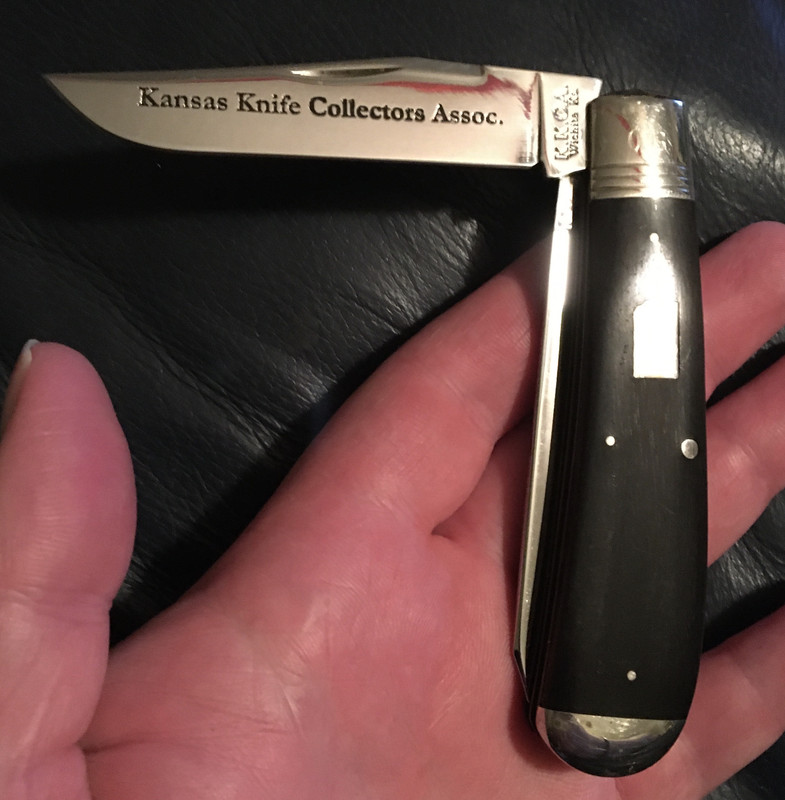 Kansas Knife Collectors Assoc.
K.K.C.A.
Wichita Ks.